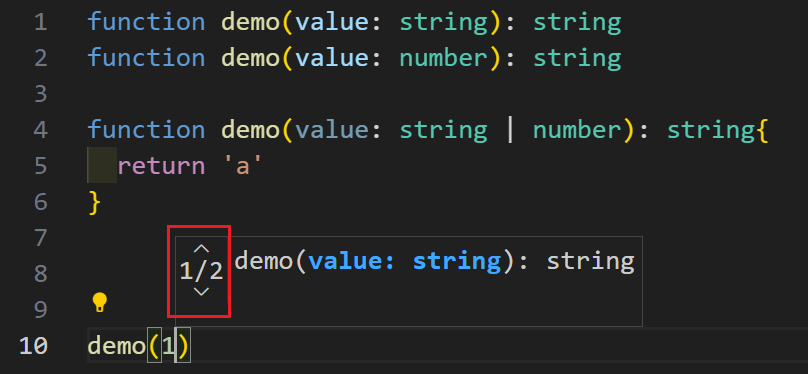 1 function demo(value: string): string
2 function demo(value: number): string
3
4 function demo(value: string | number): string{
5 return 'a'
6 }
7
1/2 demo(value: string): string
8
9
10 demo(1)